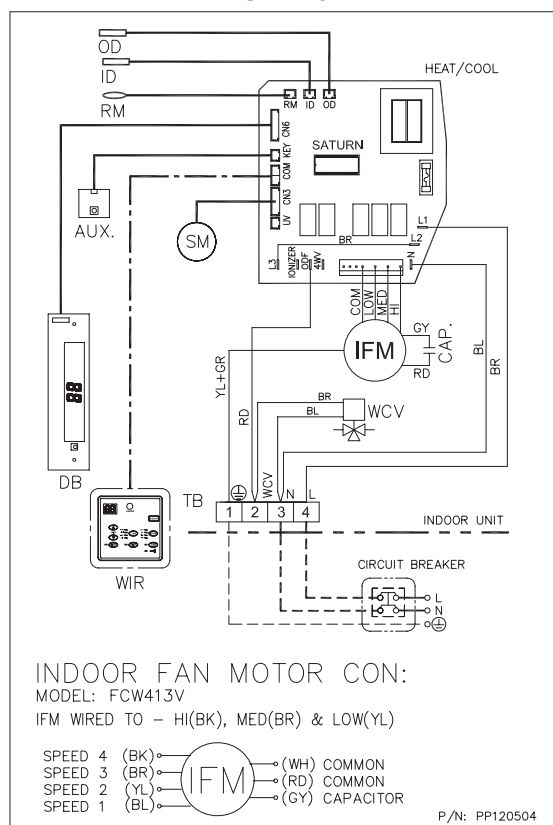 OD
ID
RM
HEAT/COOL
RM ID OD
CN6
KEY
COM
CN3
UV
SATURN
AUX.
SM
L1
L2
BR
L3
IONIZER
ODF
4WV
N
COM
LOW
MED
HI
IFM
GY
CAP.
RD
YL+GR
RD
BL
BR
BR
BL
WCV
88
DB
WIR
TB
WCV
N
L
1 2 3 4
INDOOR UNIT
CIRCUIT BREAKER
L
N
INDOOR FAN MOTOR CON:
MODEL: FCW413V
IFM WIRED TO – HI(BK), MED(BR) & LOW(YL)
SPEED 4 (BK)
SPEED 3 (BR)
SPEED 2 (YL)
SPEED 1 (BL)
IFM
(WH) COMMON
(RD) COMMON
(GY) CAPACITOR
P/N: PP120504